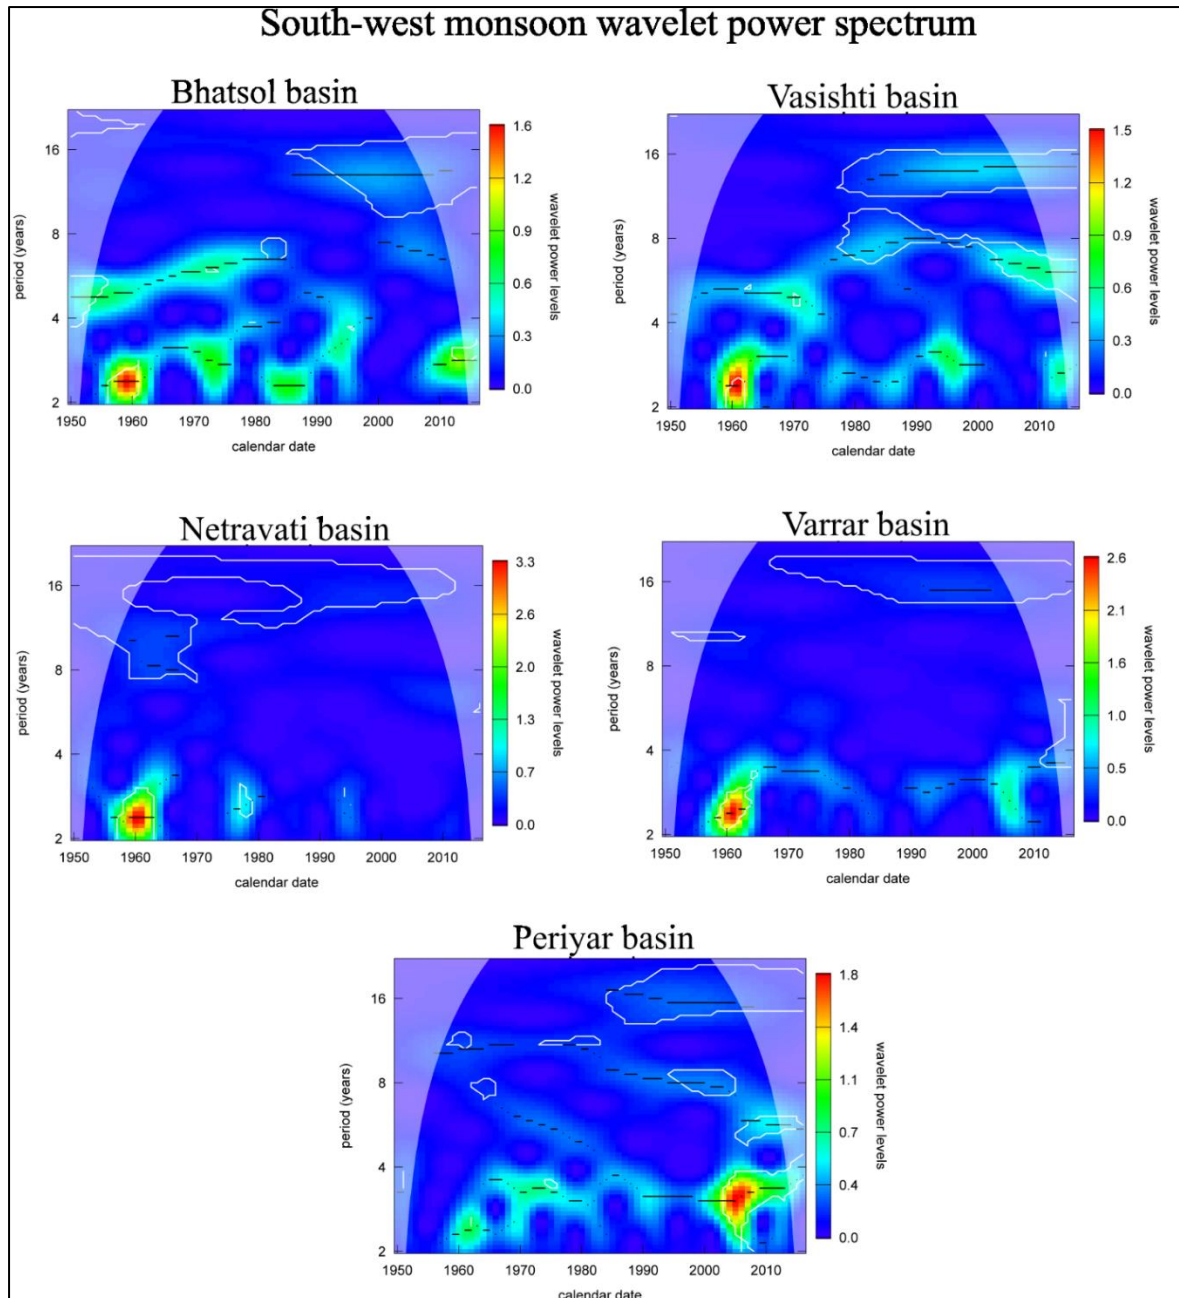 South-west monsoon wavelet power spectrum
Bhatsol basin
16
8
4
2
period (years)
1950 1960 1970 1980 1990 2000 2010
calendar date
1.6
1.2
0.9
0.6
0.3
0.0
wavelet power levels
Vasishti basin
16
8
4
2
period (years)
1950 1960 1970 1980 1990 2000 2010
calendar date
1.5
1.2
0.9
0.6
0.3
0.0
wavelet power levels
Netravati basin
16
8
4
2
period (years)
1950 1960 1970 1980 1990 2000
calendar date
3.3
2.6
2.0
1.3
0.7
0.0
wavelet power levels
Varrar basin
16
8
4
2
period (years)
1950 1960 1970 1980 1990 2000 2010
calendar date
2.6
2.1
1.6
1.0
0.5
0.0
wavelet power levels
Periyar basin
16
8
4
2
period (years)
1950 1960 1970 1980 1990 2000 2010
calendar date
1.8
1.4
1.1
0.7
0.4
0.0
wavelet power levels